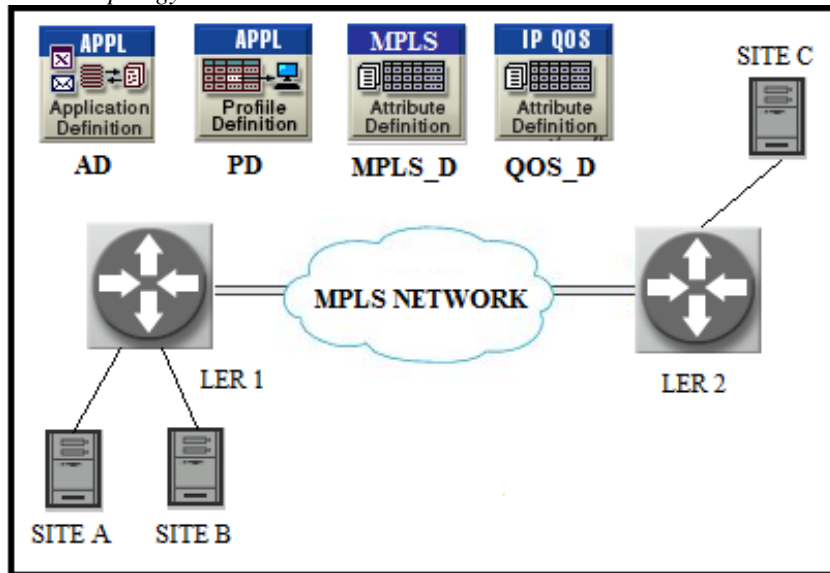 APPL
Application
Definition
AD
APPL
Profiile
Definition
PD
MPLS
Attribute
Definition
MPLS_D
IP QOS
Attribute
Definition
QOS_D
SITE C
MPLS NETWORK
LER 1
LER 2
SITE A
SITE B